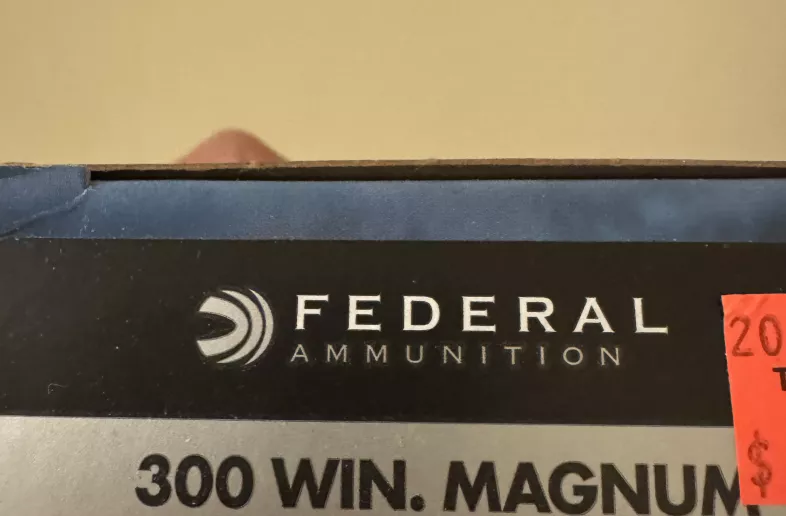 FEDERAL
AMMUNITION
20
T
$
300 WIN. MAGNUM